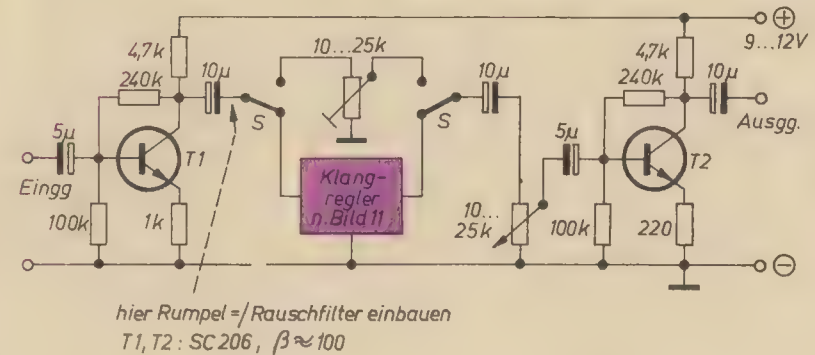 4,7k
240k
10µ
5µ
T1
Eingg
100k
1k
S
10...25k
Klang-
regler
n. Bild 11
S
10µ
10...
25k
5µ
4,7k
240k
10µ
T2
Ausgg.
100k
220
⊕
9...12V
⊖
hier Rumpel=/Rauschfilter einbauen
T1, T2 : SC 206 , β ≈ 100